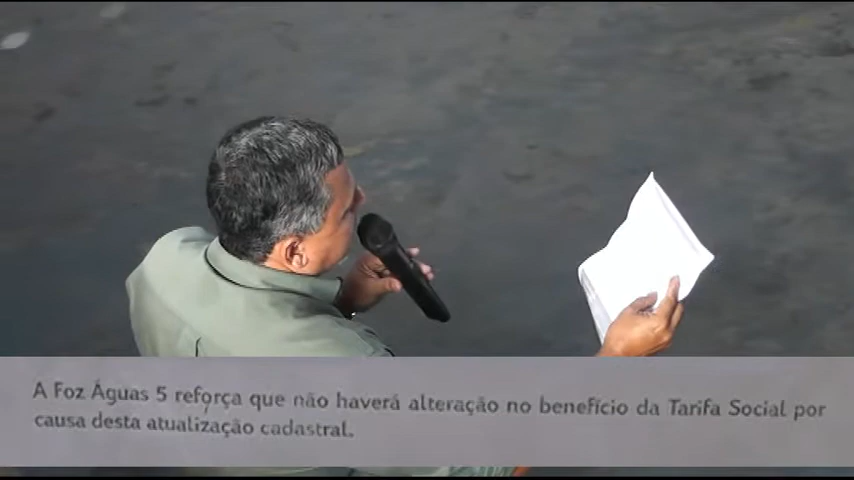 A Foz Águas 5 reforça que não haverá alteração no benefício da Tarifa Social por
causa desta atualização cadastral.